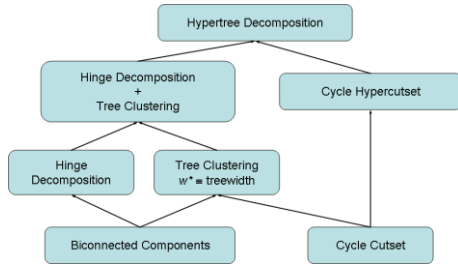 Hypertree Decomposition
Hinge Decomposition
+
Tree Clustering
Cycle Hypercutset
Hinge
Decomposition
Tree Clustering
w* = treewidth
Biconnected Components
Cycle Cutset